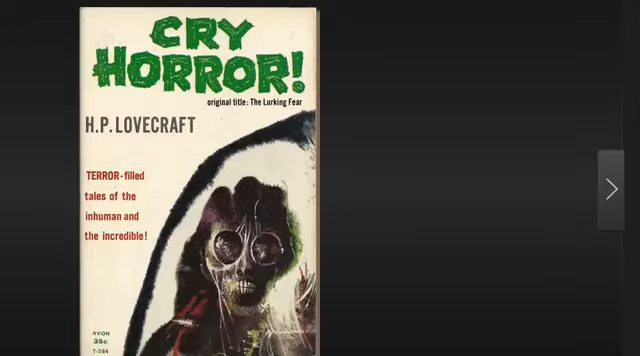 CRY
HORROR!
original title: The Lurking Fear
H.P. LOVECRAFT
TERROR-filled
tales of the
inhuman and
the incredible!
AVON
35c
T-284